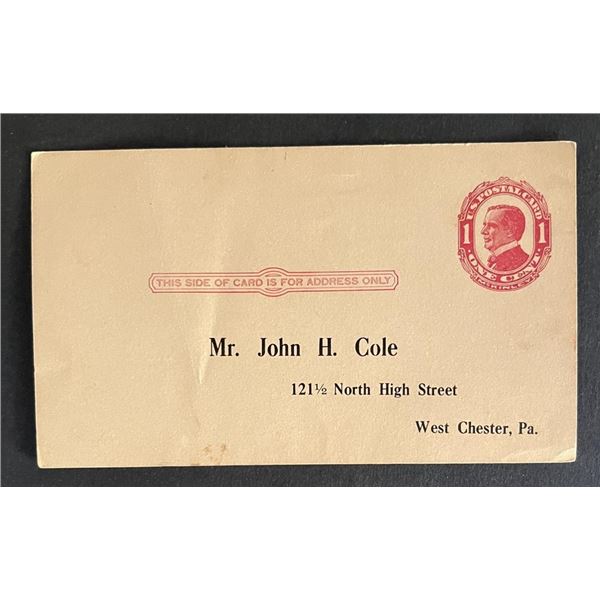 U.S. POSTAL CARD
1 1
ONE CENT
McKINLEY
THIS SIDE OF CARD IS FOR ADDRESS ONLY
Mr. John H. Cole
121½ North High Street
West Chester, Pa.